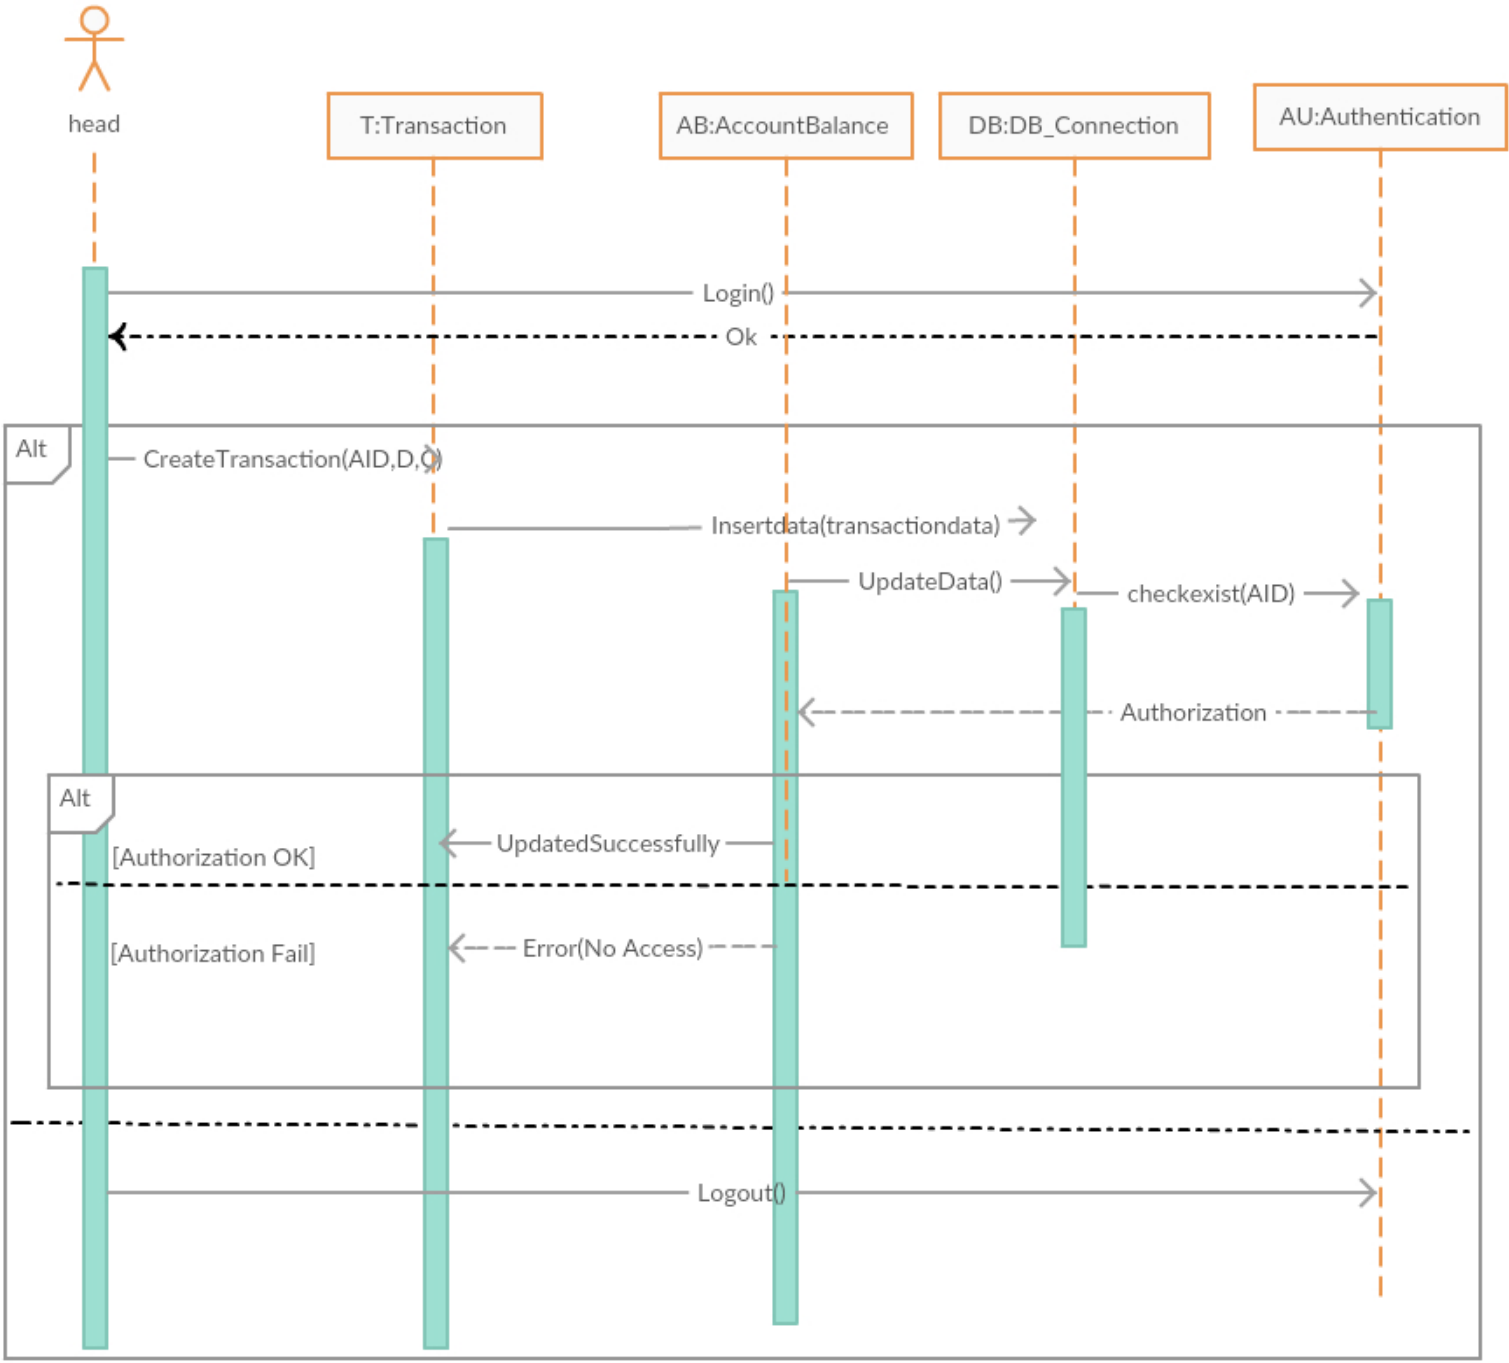 head
T:Transaction
AB:AccountBalance
DB:DB_Connection
AU:Authentication
Login()
Ok
Alt
CreateTransaction(AID,D,C)
Insertdata(transactiondata)
UpdateData()
checkexist(AID)
Authorization
Alt
UpdatedSuccessfully
[Authorization OK]
Error(No Access)
[Authorization Fail]
Logout()